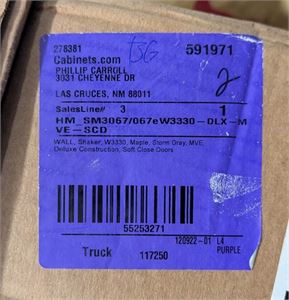 278381 TSG 591971
Cabinets.com
PHILLIP CARROLL
3031 CHEYENNE DR
2
LAS CRUCES, NM 88011
SalesLine# 3 1
HM_SM3067/067eW3330-DLX-M
VE-SCD
WALL, Shaker, W3330, Maple, Storm Gray, MVE,
Deluxe Construction, Soft Close Doors
55253271
120922-01 L4
Truck 117250 PURPLE